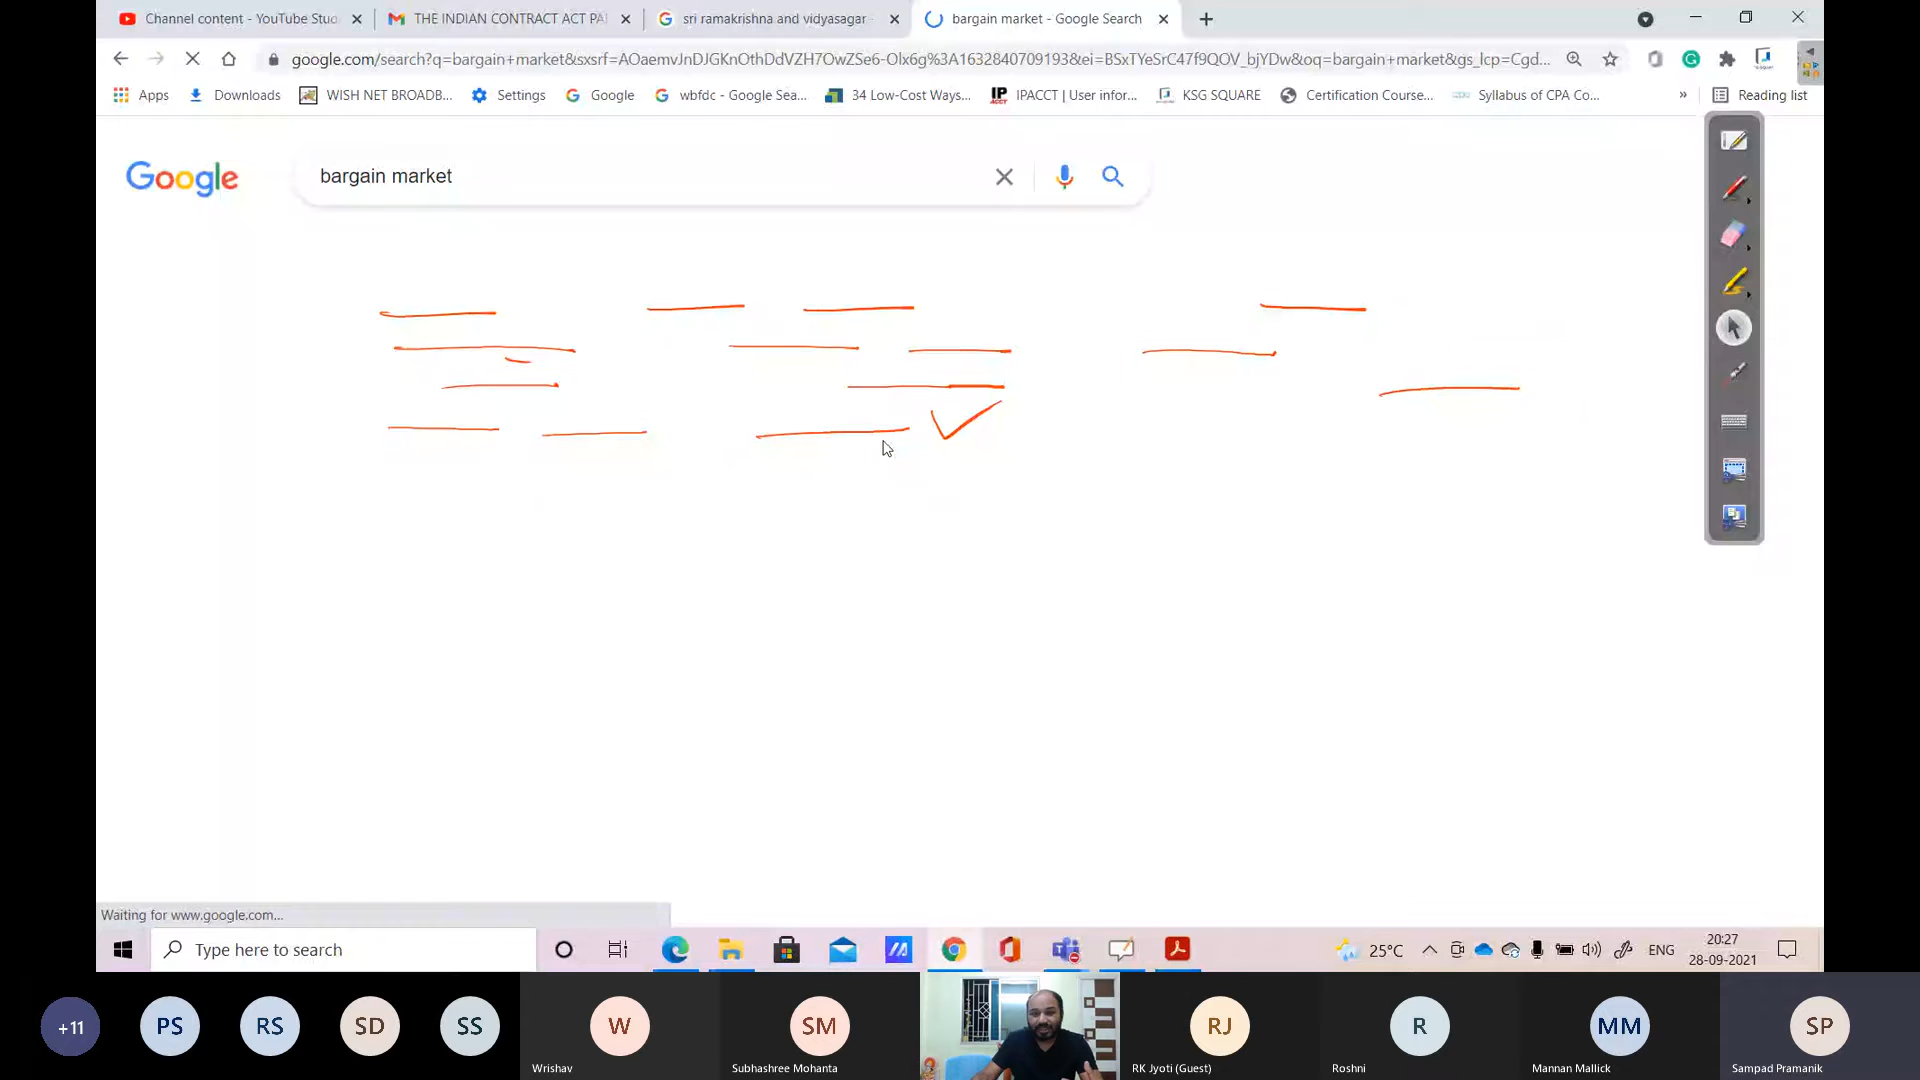 Channel content - YouTube Stud
THE INDIAN CONTRACT ACT PA
sri ramakrishna and vidyasagar -
bargain market - Google Search
google.com/search?q=bargain+market&sxsrf=AOaemvJnDJGKnOthDdVZH7OwZSe6-Olx6g%3A1632840709193&ei=BSxTYeSrC47f9QOV_bjYDw&oq=bargain+market&gs_lcp=Cgd...
Apps
Downloads
WISH NET BROADB...
Settings
Google
wbfdc - Google Sea...
34 Low-Cost Ways...
IP
ACCT
IPACCT | User infor...
KSG SQUARE
Certification Course...
Syllabus of CPA Co...
»
Reading list
Google
bargain market
Waiting for www.google.com...
Type here to search
25°C
ENG
20:27
28-09-2021
+11
PS
RS
SD
SS
W
SM
RJ
R
MM
SP
Wrishav
Subhashree Mohanta
RK Jyoti (Guest)
Roshni
Mannan Mallick
Sampad Pramanik